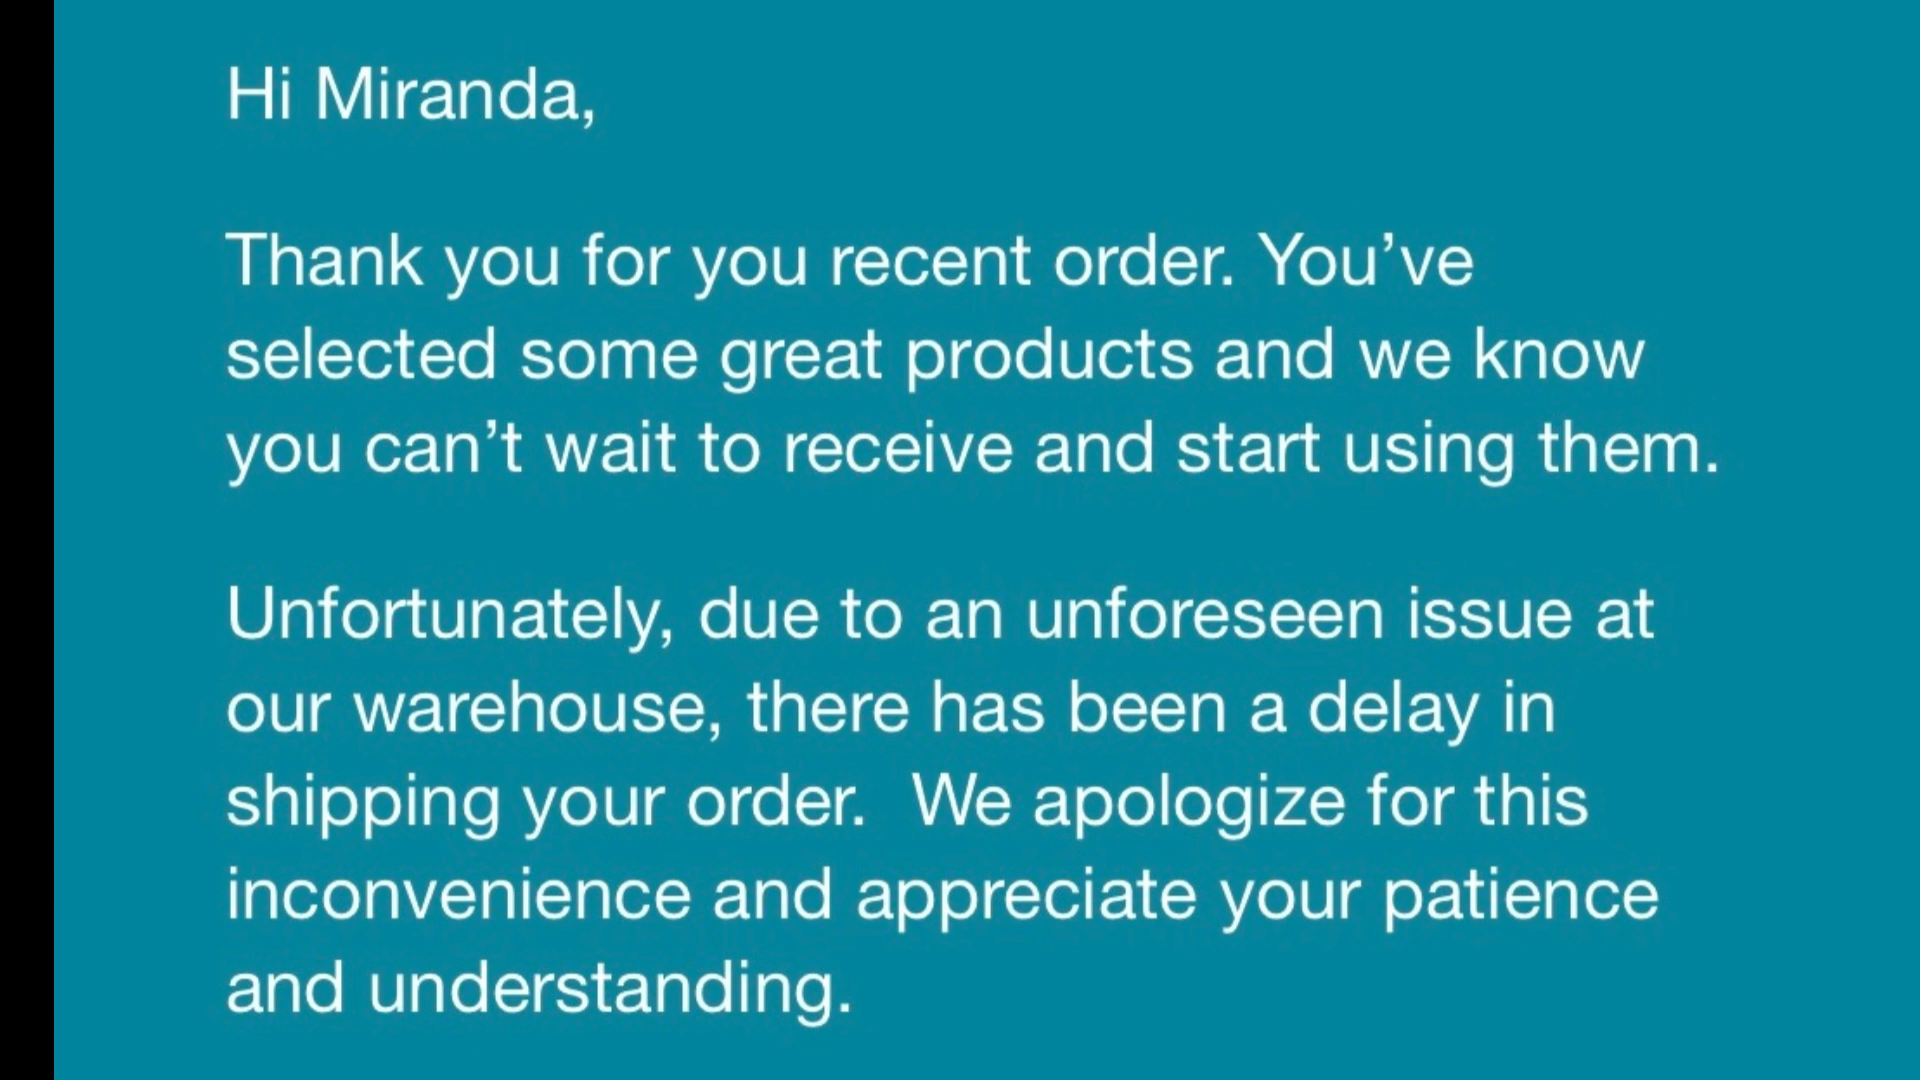 Hi Miranda,
Thank you for you recent order. You’ve
selected some great products and we know
you can’t wait to receive and start using them.
Unfortunately, due to an unforeseen issue at
our warehouse, there has been a delay in
shipping your order.  We apologize for this
inconvenience and appreciate your patience
and understanding.